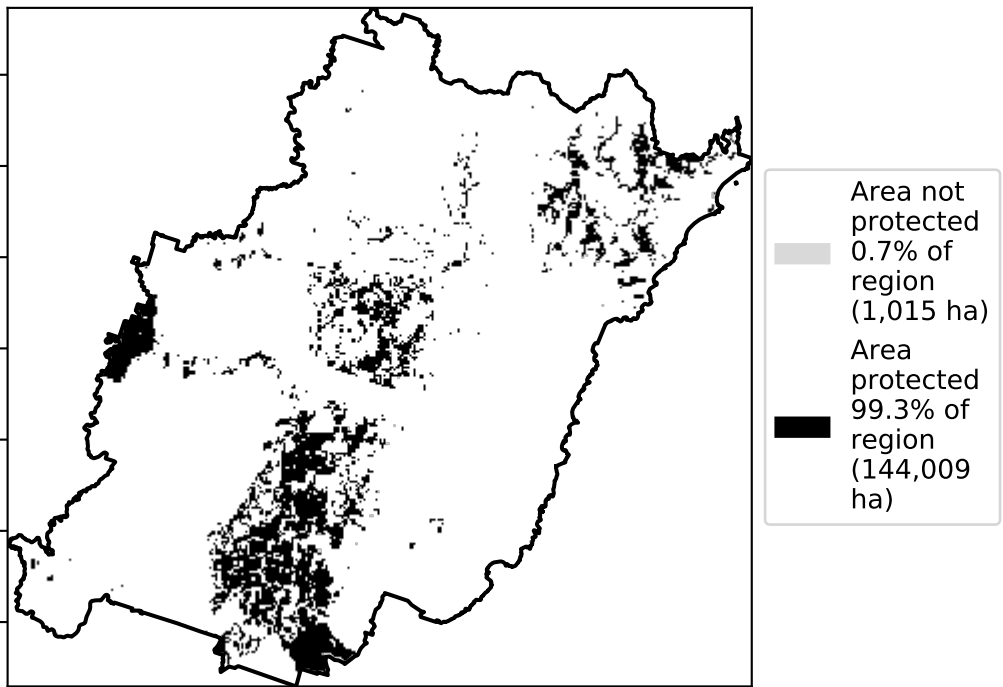 Area not
protected
0.7% of
region
(1,015 ha)
Area
protected
99.3% of
region
(144,009
ha)